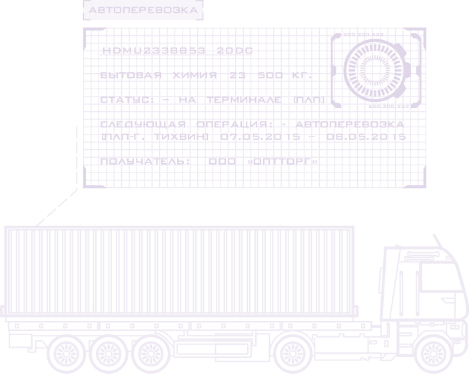 АВТОПЕРЕВОЗКА
HDMU2338853 20DC
БЫТОВАЯ ХИМИЯ 23 500 КГ.
СТАТУС: - НА ТЕРМИНАЛЕ (ПЛП)
СЛЕДУЮЩАЯ ОПЕРАЦИЯ: - АВТОПЕРЕВОЗКА
(ПЛП-Г. ТИХВИН) 07.05.2015 - 08.05.2015
ПОЛУЧАТЕЛЬ: ООО «ОПТТОРГ»